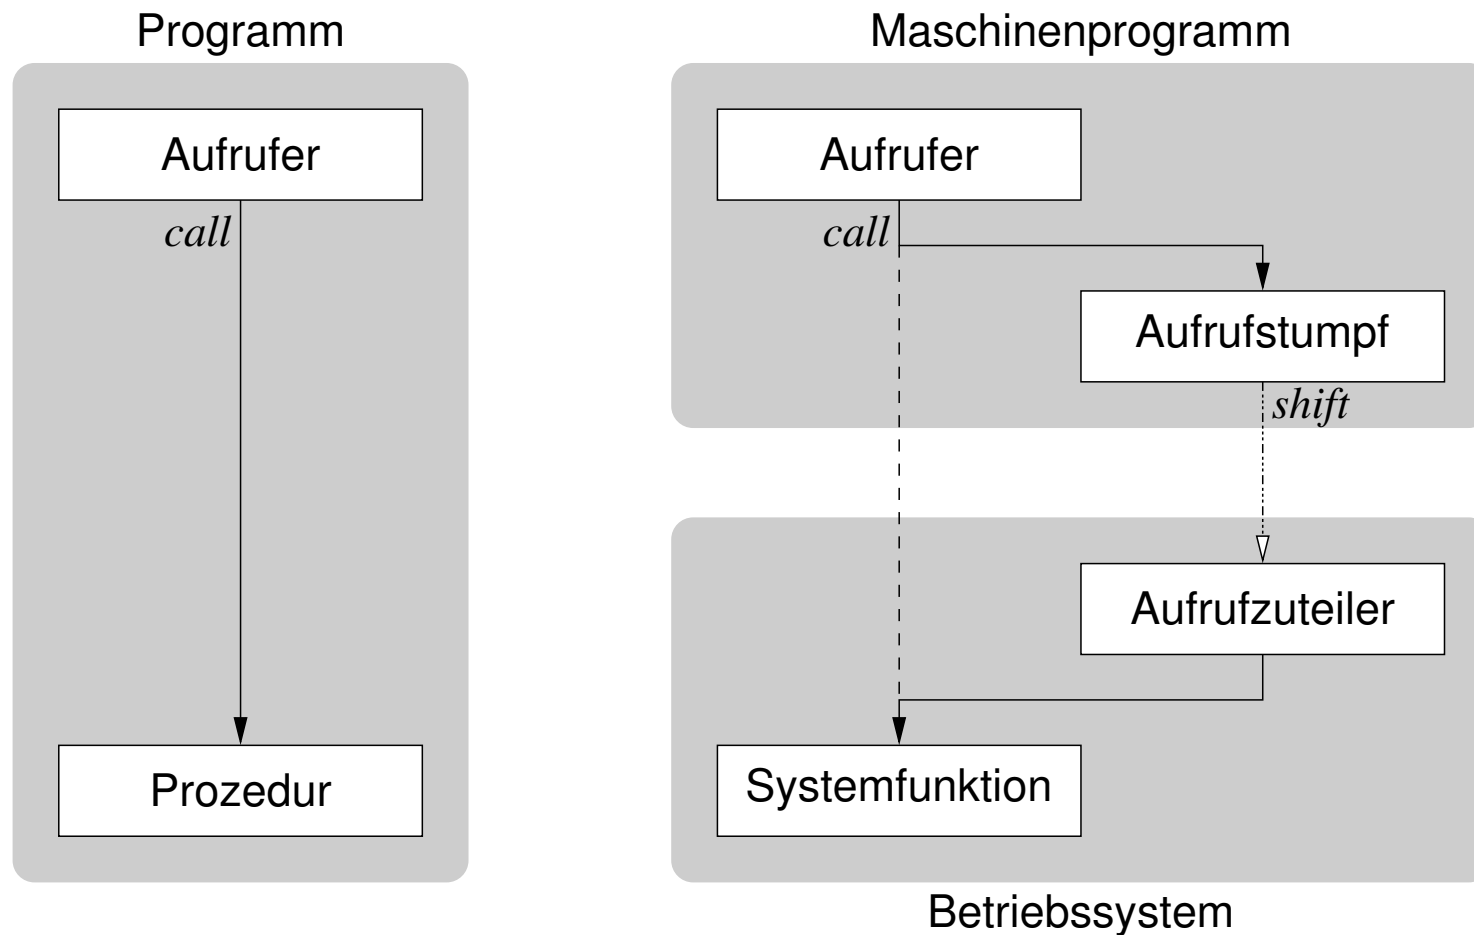 Programm
Aufrufer
call
Prozedur
Maschinenprogramm
Aufrufer
call
Aufrufstumpf
shift
Aufrufzuteiler
Systemfunktion
Betriebssystem